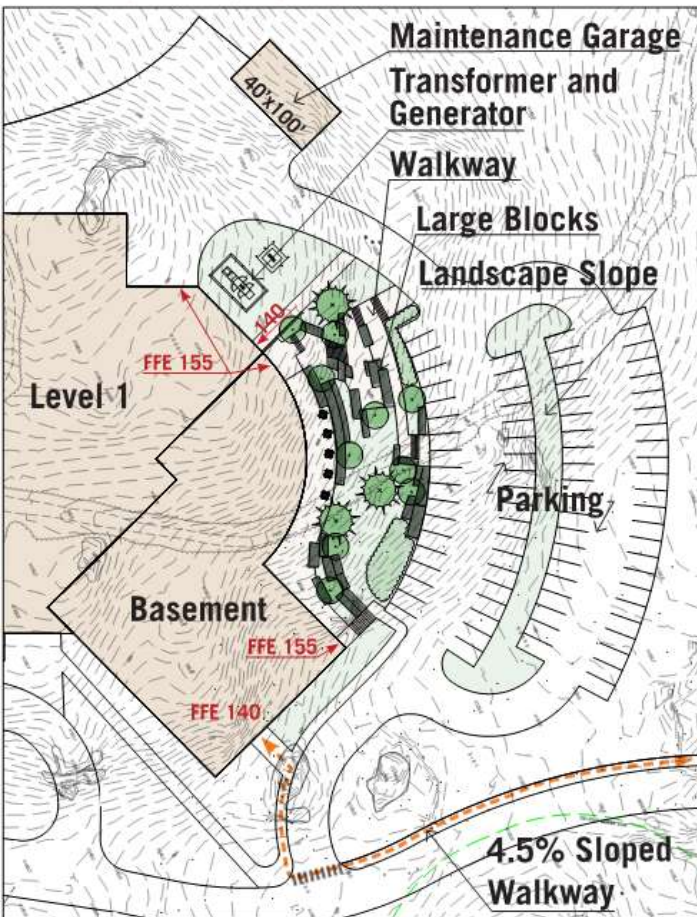 Maintenance Garage
40'x100'
Transformer and
Generator
Walkway
Large Blocks
Landscape Slope
140
FFE 155
Level 1
Parking
Basement
FFE 155
FFE 140
4.5% Sloped
Walkway